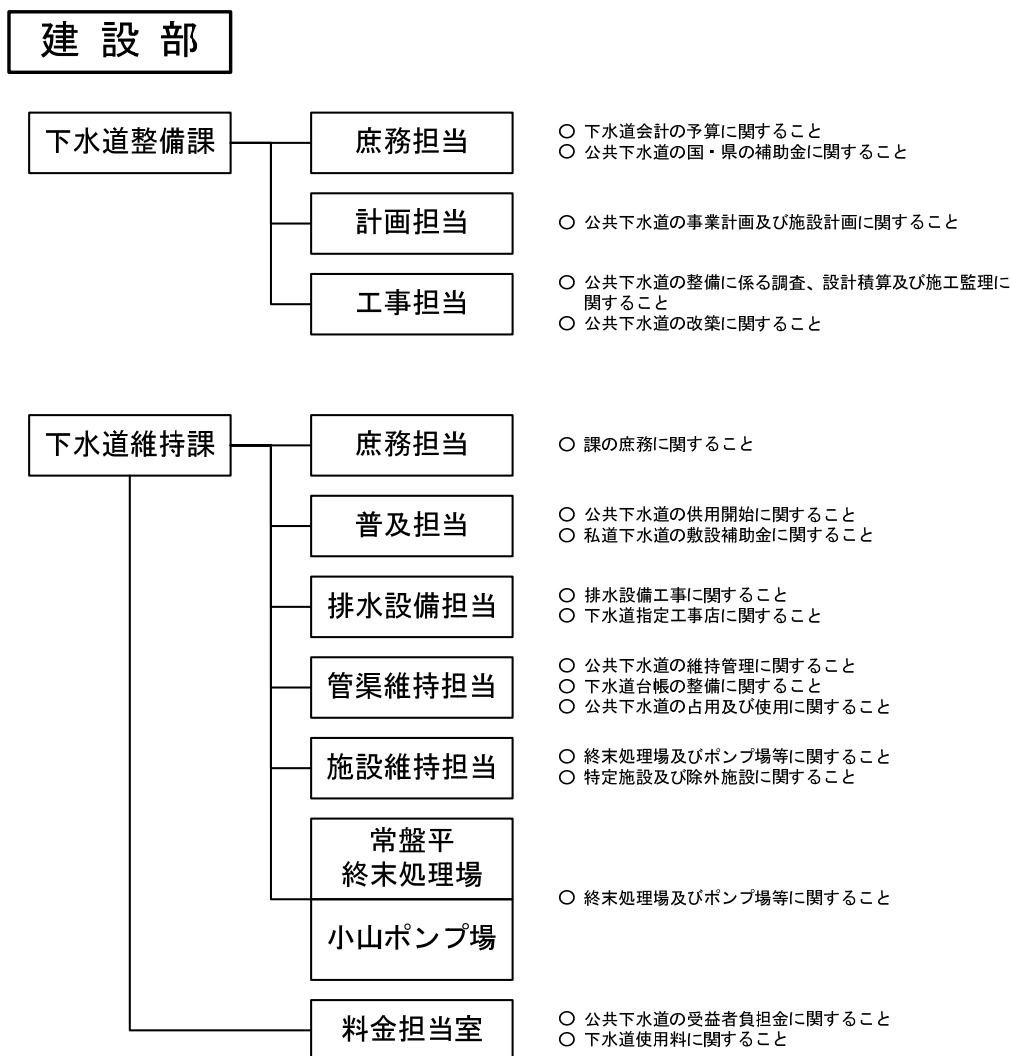 建設部
下水道整備課
庶務担当
○ 下水道会計の予算に関すること
○ 公共下水道の国・県の補助金に関すること
計画担当
○ 公共下水道の事業計画及び施設計画に関すること
工事担当
○ 公共下水道の整備に係る調査、設計積算及び施工監理に
関すること
○ 公共下水道の改築に関すること
下水道維持課
庶務担当
○ 課の庶務に関すること
普及担当
○ 公共下水道の供用開始に関すること
○ 私道下水道の敷設補助金に関すること
排水設備担当
○ 排水設備工事に関すること
○ 下水道指定工事店に関すること
管渠維持担当
○ 公共下水道の維持管理に関すること
○ 下水道台帳の整備に関すること
○ 公共下水道の占用及び使用に関すること
施設維持担当
○ 終末処理場及びポンプ場等に関すること
○ 特定施設及び除外施設に関すること
常盤平
終末処理場
○ 終末処理場及びポンプ場等に関すること
小山ポンプ場
料金担当室
○ 公共下水道の受益者負担金に関すること
○ 下水道使用料に関すること